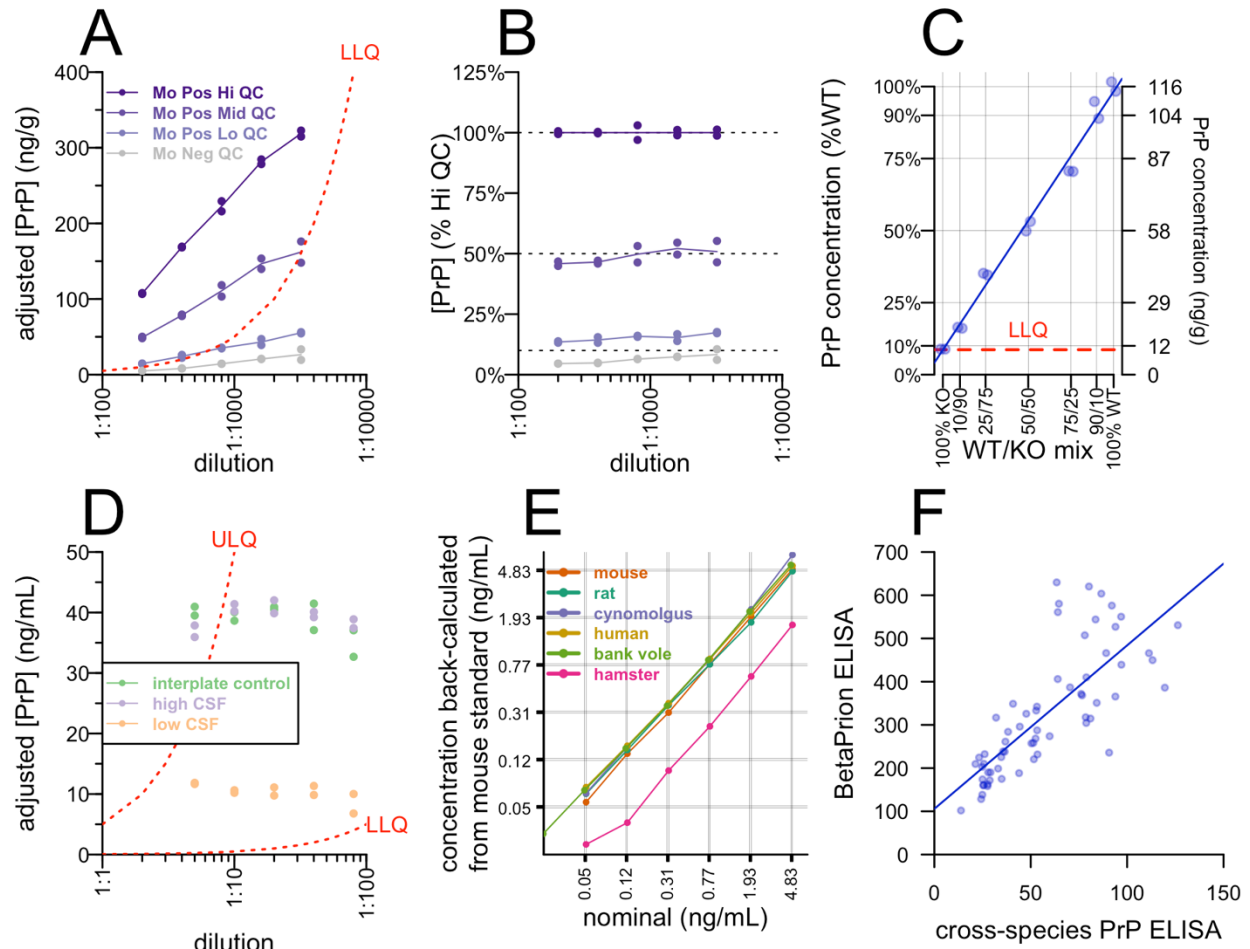 A
adjusted [PrP] (ng/g)
400
300
200
100
0
LLQ
Mo Pos Hi QC
Mo Pos Mid QC
Mo Pos Lo QC
Mo Neg QC
1:100
1:1000
1:10000
dilution
B
[PrP] (% Hi QC)
125%
100%
75%
50%
25%
0%
1:100
1:1000
1:10000
dilution
C
PrP concentration (%WT)
100%
90%
75%
50%
25%
10%
0%
LLQ
116
104
87
58
29
12
0
PrP concentration (ng/g)
100% KO
10/90
25/75
50/50
75/25
90/10
100% WT
WT/KO mix
D
adjusted [PrP] (ng/mL)
50
40
30
20
10
0
ULQ
interplate control
high CSF
low CSF
LLQ
1:1
1:10
1:100
dilution
E
concentration back-calculated
from mouse standard (ng/mL)
4.83
1.93
0.77
0.31
0.12
0.05
mouse
rat
cynomolgus
human
bank vole
hamster
0.05
0.12
0.31
0.77
1.93
4.83
nominal (ng/mL)
F
BetaPrion ELISA
700
600
500
400
300
200
100
0
0
50
100
150
cross-species PrP ELISA